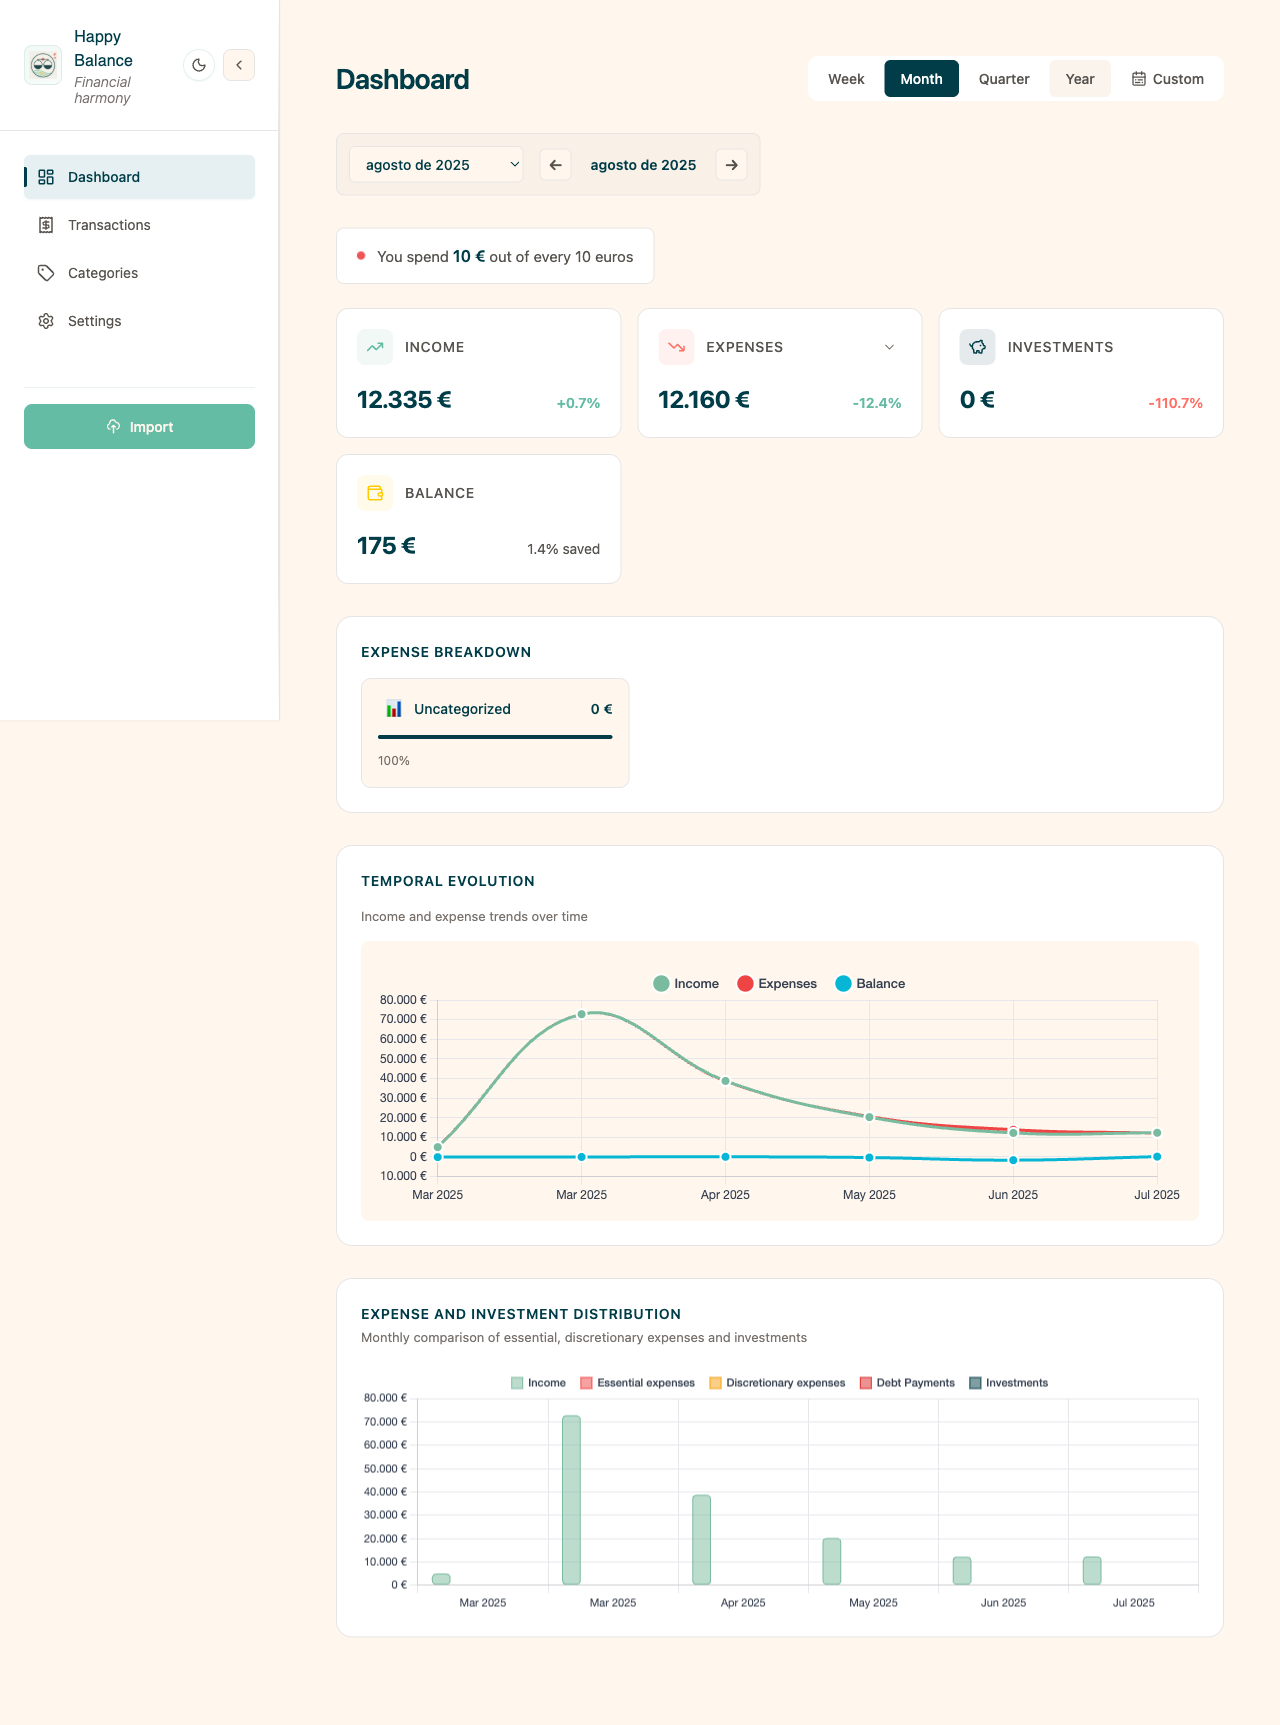 Happy
Balance
Financial
harmony
Dashboard
Transactions
Categories
Settings
Import
Dashboard
Week
Month
Quarter
Year
Custom
agosto de 2025
agosto de 2025
You spend 10 € out of every 10 euros
INCOME
12.335 €
+0.7%
EXPENSES
12.160 €
-12.4%
INVESTMENTS
0 €
-110.7%
BALANCE
175 €
1.4% saved
EXPENSE BREAKDOWN
Uncategorized
0 €
100%
TEMPORAL EVOLUTION
Income and expense trends over time
Income
Expenses
Balance
80.000 €
70.000 €
60.000 €
50.000 €
40.000 €
30.000 €
20.000 €
10.000 €
0 €
10.000 €
Mar 2025
Mar 2025
Apr 2025
May 2025
Jun 2025
Jul 2025
EXPENSE AND INVESTMENT DISTRIBUTION
Monthly comparison of essential, discretionary expenses and investments
Income
Essential expenses
Discretionary expenses
Debt Payments
Investments
80.000 €
70.000 €
60.000 €
50.000 €
40.000 €
30.000 €
20.000 €
10.000 €
0 €
Mar 2025
Mar 2025
Apr 2025
May 2025
Jun 2025
Jul 2025